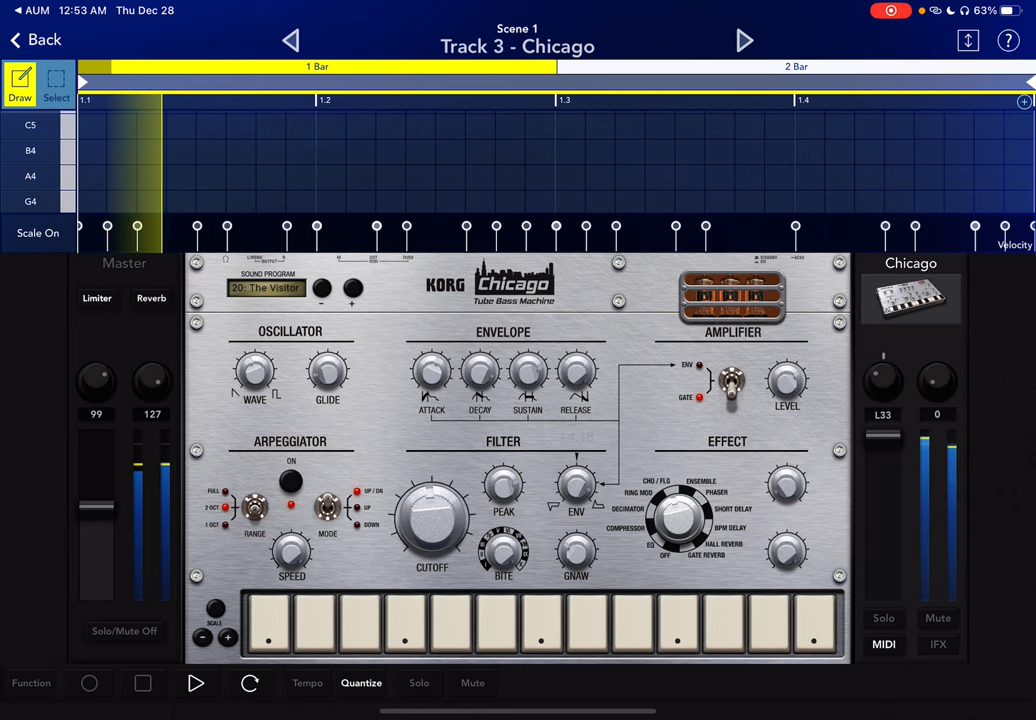 ◀ AUM 12:53 AM Thu Dec 28
63%
Back
Scene 1
Track 3 - Chicago
Draw
Select
1 Bar
2 Bar
1.1
1.2
1.3
1.4
C5
B4
A4
G4
Scale On
Velocity
Master
Limiter
Reverb
99
127
Solo/Mute Off
SOUND PROGRAM
20: The Visitor
- +
KORG Chicago
Tube Bass Machine
OSCILLATOR
WAVE
GLIDE
ENVELOPE
ATTACK
DECAY
SUSTAIN
RELEASE
AMPLIFIER
ENV
GATE
LEVEL
ARPEGGIATOR
ON
FULL
2 OCT
1 OCT
RANGE
UP / DN
UP
DOWN
MODE
SPEED
FILTER
CUTOFF
PEAK
ENV
BITE
GNAW
EFFECT
CHO / FLG
ENSEMBLE
RING MOD
PHASER
DECIMATOR
SHORT DELAY
COMPRESSOR
BPM DELAY
EQ
HALL REVERB
OFF
GATE REVERB
SCALE
- +
Chicago
L33
0
Solo
Mute
MIDI
IFX
Function
Tempo
Quantize
Solo
Mute